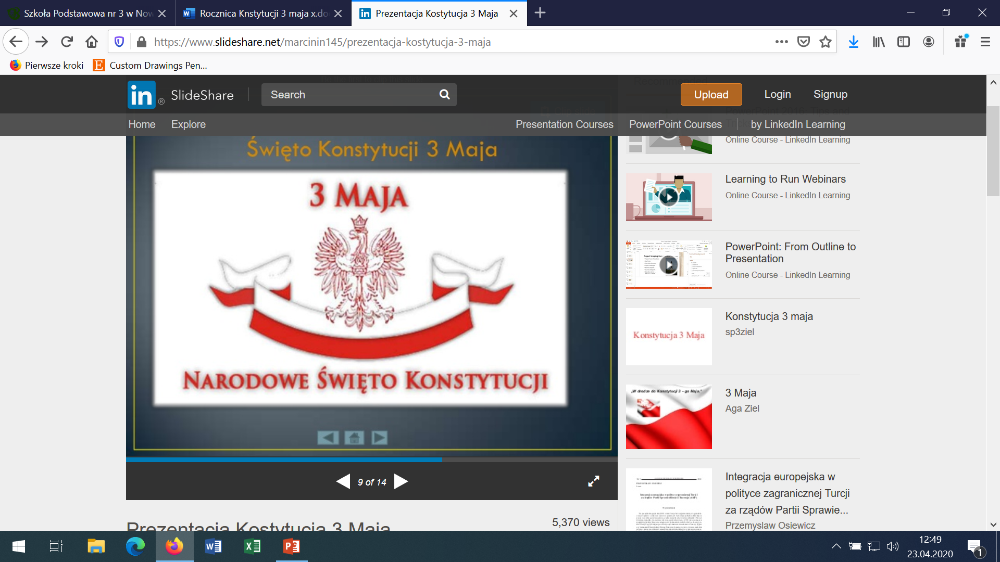 Szkoła Podstawowa nr 3 w Now
Rocznica Knstytucji 3 maja x.do
Prezentacja Kostytucja 3 Maja
https://www.slideshare.net/marcinin145/prezentacja-kostytucja-3-maja
Pierwsze kroki
Custom Drawings Pen...
in® SlideShare
Search
Upload
Login
Signup
Home
Explore
Presentation Courses
PowerPoint Courses
by LinkedIn Learning
Święto Konstytucji 3 Maja
3 MAJA
NARODOWE ŚWIĘTO KONSTYTUCJI
9 of 14
Prezentacja Kostytucja 3 Maja
5,370 views
Online Course - LinkedIn Learning
Learning to Run Webinars
Online Course - LinkedIn Learning
PowerPoint: From Outline to
Presentation
Online Course - LinkedIn Learning
Konstytucja 3 Maja
Konstytucja 3 maja
sp3ziel
„W drodze do Konstytucji 3 – go Maja."
3 Maja
Aga Ziel
Integracja europejska w
polityce zagranicznej Turcji
za rządów Partii Sprawie...
Przemyslaw Osiewicz
12:49
23.04.2020
1